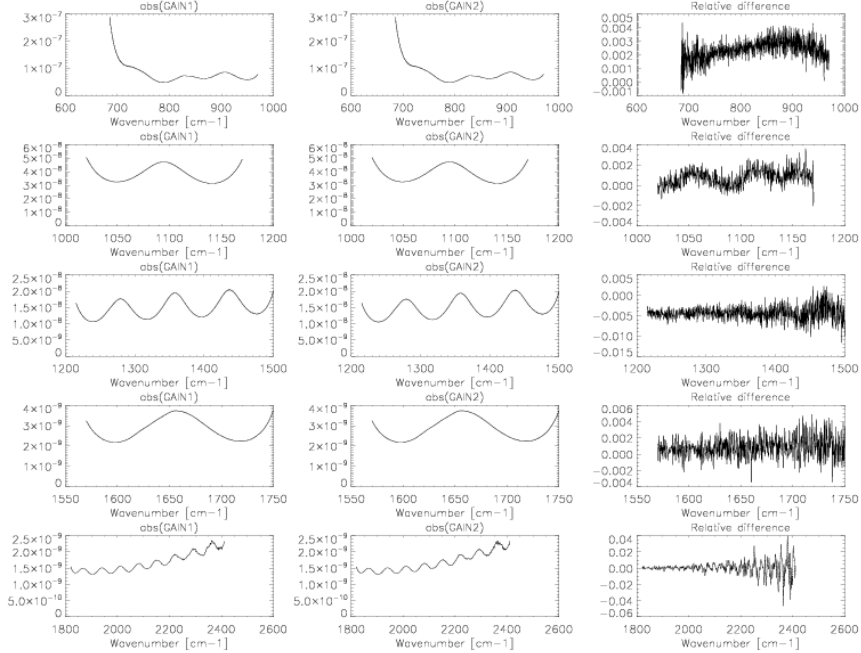 abs(GAIN1) abs(GAIN2) Relative difference
3×10⁻⁷ 3×10⁻⁷ 0.005
0.004
2×10⁻⁷ 2×10⁻⁷ 0.003
0.002
1×10⁻⁷ 1×10⁻⁷ 0.001
0.000
0 0 −0.001
600 700 800 900 1000 600 700 800 900 1000 600 700 800 900 1000
Wavenumber [cm−1] Wavenumber [cm−1] Wavenumber [cm−1]
abs(GAIN1) abs(GAIN2) Relative difference
6×10⁻⁸ 6×10⁻⁸ 0.004
5×10⁻⁸ 5×10⁻⁸
4×10⁻⁸ 4×10⁻⁸ 0.002
3×10⁻⁸ 3×10⁻⁸ 0.000
2×10⁻⁸ 2×10⁻⁸
1×10⁻⁸ 1×10⁻⁸ −0.002
0 0 −0.004
1000 1050 1100 1150 1200 1000 1050 1100 1150 1200 1000 1050 1100 1150 1200
Wavenumber [cm−1] Wavenumber [cm−1] Wavenumber [cm−1]
abs(GAIN1) abs(GAIN2) Relative difference
2.5×10⁻⁸ 2.5×10⁻⁸ 0.005
2.0×10⁻⁸ 2.0×10⁻⁸ 0.000
1.5×10⁻⁸ 1.5×10⁻⁸
1.0×10⁻⁸ 1.0×10⁻⁸ −0.005
5.0×10⁻⁹ 5.0×10⁻⁹ −0.010
0 0 −0.015
1200 1300 1400 1500 1200 1300 1400 1500 1200 1300 1400 1500
Wavenumber [cm−1] Wavenumber [cm−1] Wavenumber [cm−1]
abs(GAIN1) abs(GAIN2) Relative difference
4×10⁻⁹ 4×10⁻⁹ 0.006
3×10⁻⁹ 3×10⁻⁹ 0.004
2×10⁻⁹ 2×10⁻⁹ 0.002
1×10⁻⁹ 1×10⁻⁹ 0.000
−0.002
0 0 −0.004
1550 1600 1650 1700 1750 1550 1600 1650 1700 1750 1550 1600 1650 1700 1750
Wavenumber [cm−1] Wavenumber [cm−1] Wavenumber [cm−1]
abs(GAIN1) abs(GAIN2) Relative difference
2.5×10⁻⁹ 2.5×10⁻⁹ 0.04
2.0×10⁻⁹ 2.0×10⁻⁹ 0.02
1.5×10⁻⁹ 1.5×10⁻⁹ 0.00
1.0×10⁻⁹ 1.0×10⁻⁹ −0.02
5.0×10⁻¹⁰ 5.0×10⁻¹⁰ −0.04
0 0 −0.06
1800 2000 2200 2400 2600 1800 2000 2200 2400 2600 1800 2000 2200 2400 2600
Wavenumber [cm−1] Wavenumber [cm−1] Wavenumber [cm−1]